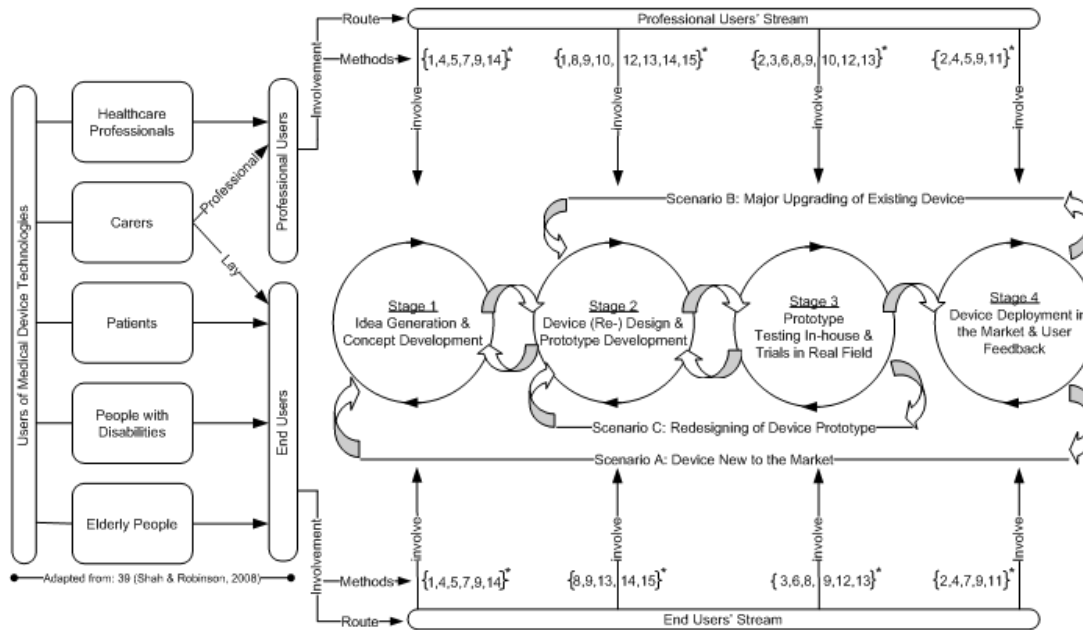 Route
Professional Users' Stream
Methods
{1,4,5,7,9,14}*
{1,8,9,10, 12,13,14,15}*
{2,3,6,8,9, 10,12,13}*
{2,4,5,9,11}*
Involvement
involve
involve
involve
involve
Users of Medical Device Technologies
Healthcare
Professionals
Carers
Patients
People with
Disabilities
Elderly People
Professional
Lay
Professional Users
End Users
Scenario B: Major Upgrading of Existing Device
Stage 1
Idea Generation &
Concept Development
Stage 2
Device (Re-) Design &
Prototype Development
Stage 3
Prototype
Testing In-house &
Trials in Real Field
Stage 4
Device Deployment in
the Market & User
Feedback
Scenario C: Redesigning of Device Prototype
Scenario A: Device New to the Market
Adapted from: 39 (Shah & Robinson, 2008)
Involvement
involve
involve
involve
involve
Methods
{1,4,5,7,9,14}*
{8,9,13, 14,15}*
{ 3,6,8, 9,12,13}*
{2,4,7,9,11}*
Route
End Users' Stream